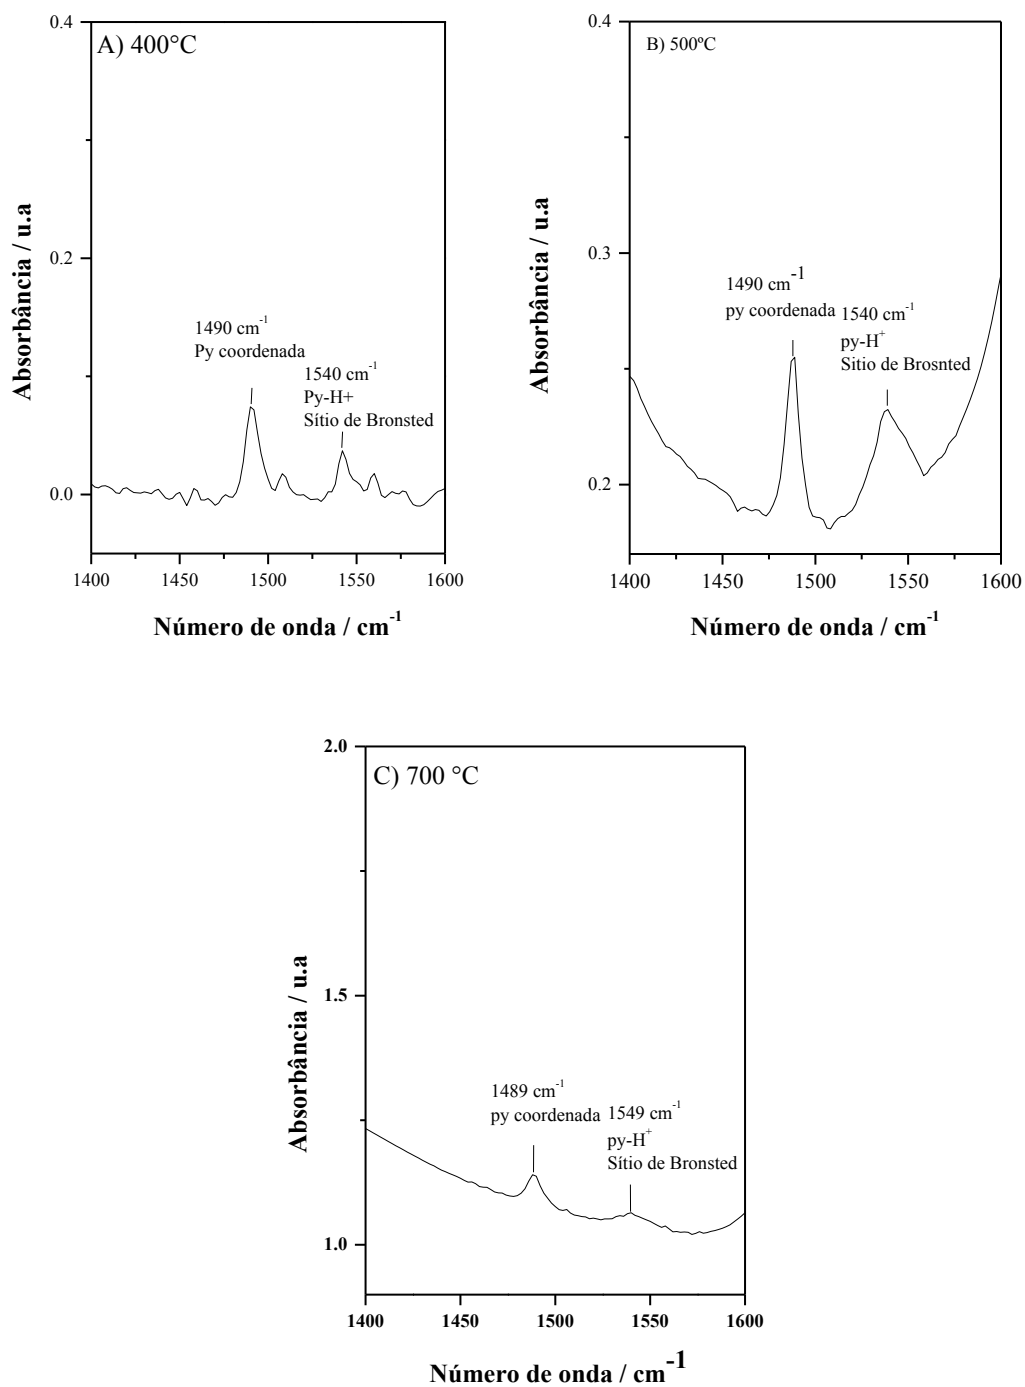 A) 400°C
0.4
0.2
0.0
Absorbância / u.a
1490 cm⁻¹
Py coordenada
1540 cm⁻¹
Py-H+
Sítio de Bronsted
1400 1450 1500 1550 1600
Número de onda / cm⁻¹
B) 500ºC
0.4
0.3
0.2
Absorbância / u.a
1490 cm⁻¹
py coordenada
1540 cm⁻¹
py-H⁺
Sitio de Brosnted
1400 1450 1500 1550 1600
Número de onda / cm⁻¹
C) 700 °C
2.0
1.5
1.0
Absorbância / u.a
1489 cm⁻¹
py coordenada
1549 cm⁻¹
py-H⁺
Sítio de Bronsted
1400 1450 1500 1550 1600
Número de onda / cm⁻¹